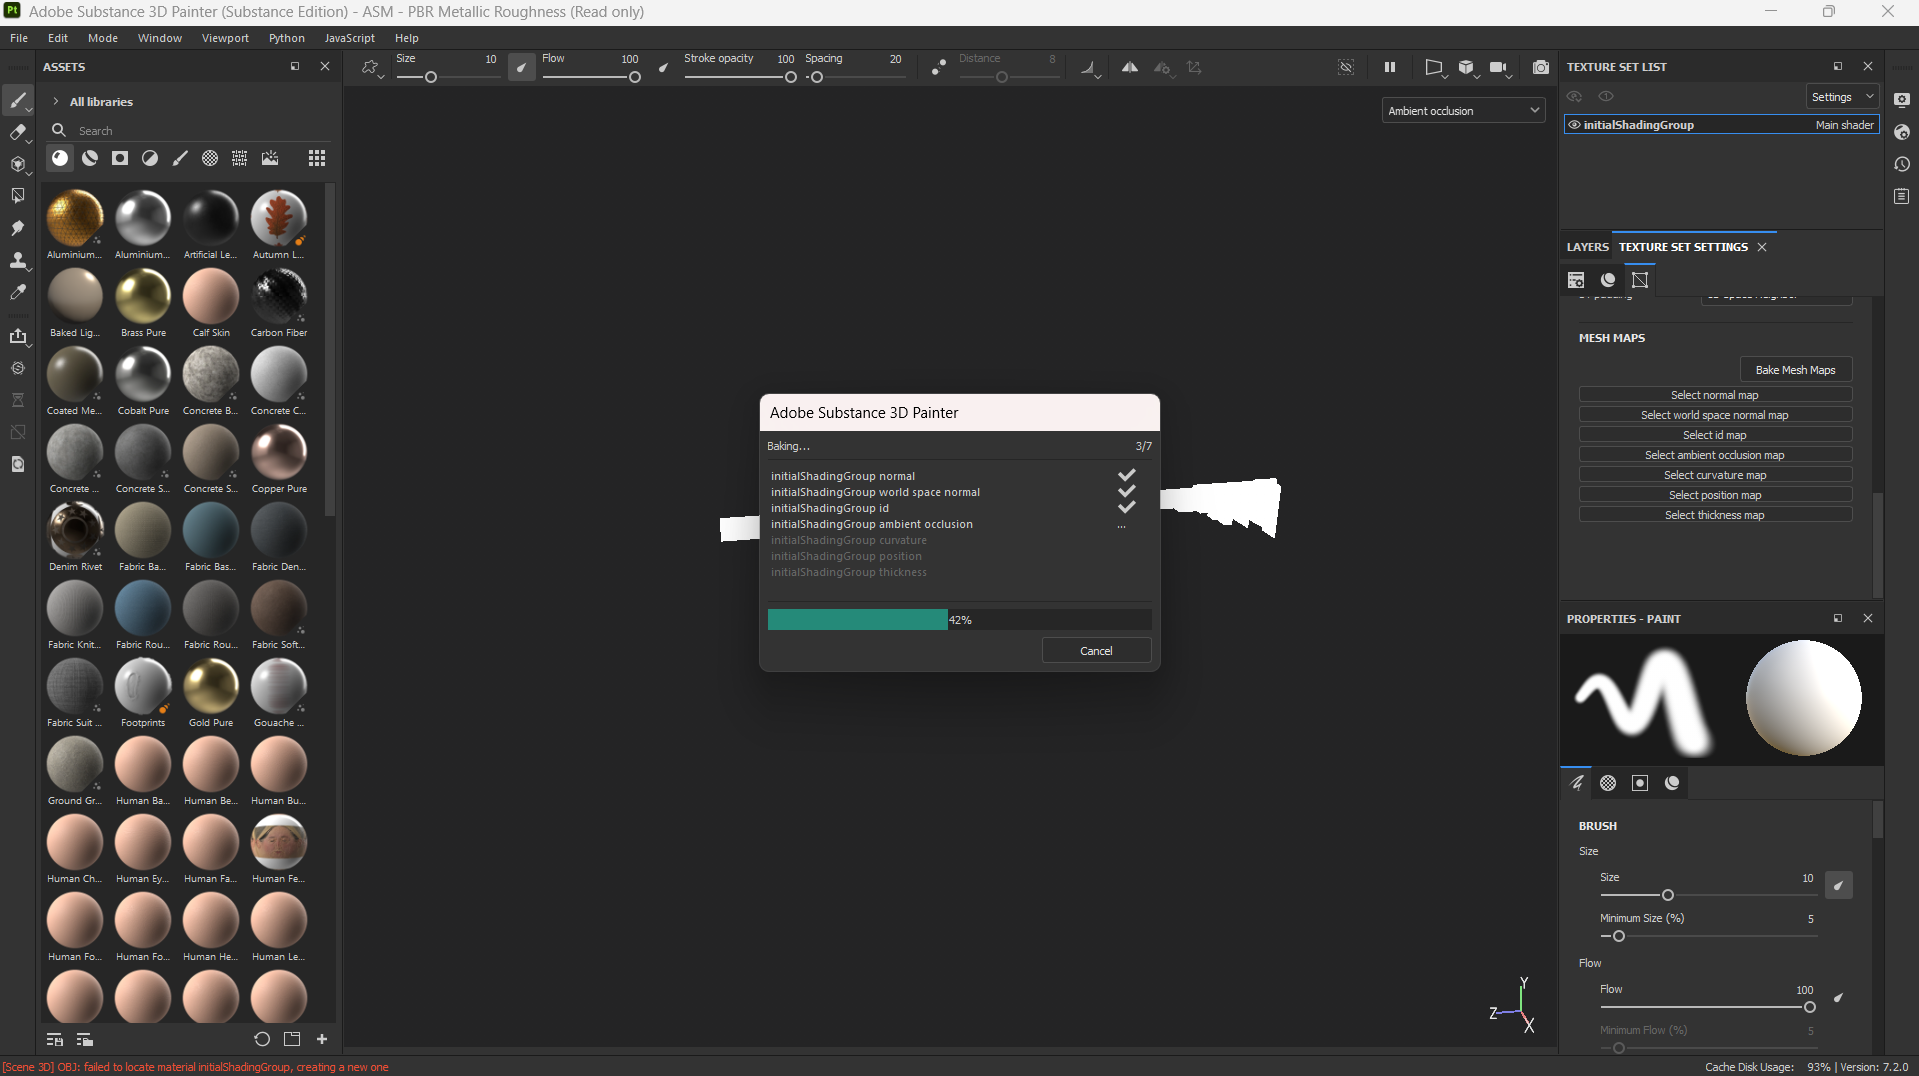 Pt Adobe Substance 3D Painter (Substance Edition) - ASM - PBR Metallic Roughness (Read only)
File Edit Mode Window Viewport Python JavaScript Help
ASSETS
All libraries
Search
Aluminium... Aluminium... Artificial Le... Autumn L...
Baked Lig... Brass Pure Calf Skin Carbon Fiber
Coated Me... Cobalt Pure Concrete B... Concrete C...
Concrete ... Concrete S... Concrete S... Copper Pure
Denim Rivet Fabric Ba... Fabric Bas... Fabric Den...
Fabric Knit... Fabric Rou... Fabric Rou... Fabric Soft...
Fabric Suit ... Footprints Gold Pure Gouache ...
Ground Gr... Human Ba... Human Be... Human Bu...
Human Ch... Human Ey... Human Fa... Human Fe...
Human Fo... Human Fo... Human He... Human Le...
Size 10 Flow 100 Stroke opacity 100 Spacing 20 Distance 8
Ambient occlusion
Adobe Substance 3D Painter
Baking... 3/7
initialShadingGroup normal
initialShadingGroup world space normal
initialShadingGroup id
initialShadingGroup ambient occlusion ...
initialShadingGroup curvature
initialShadingGroup position
initialShadingGroup thickness
42%
Cancel
Y
Z
X
TEXTURE SET LIST
Settings
initialShadingGroup Main shader
LAYERS TEXTURE SET SETTINGS
MESH MAPS
Bake Mesh Maps
Select normal map
Select world space normal map
Select id map
Select ambient occlusion map
Select curvature map
Select position map
Select thickness map
PROPERTIES - PAINT
BRUSH
Size
Size 10
Minimum Size (%) 5
Flow
Flow 100
Minimum Flow (%) 5
[Scene 3D] OBJ: failed to locate material initialShadingGroup, creating a new one
Cache Disk Usage: 93% | Version: 7.2.0